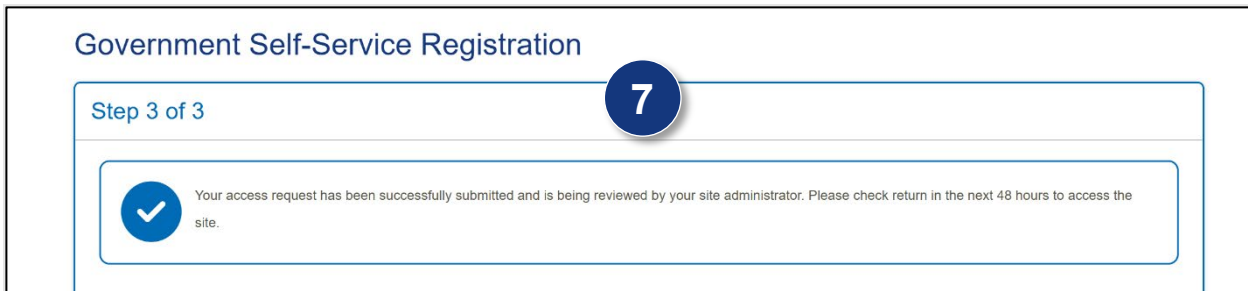 Government Self-Service Registration
7
Step 3 of 3
Your access request has been successfully submitted and is being reviewed by your site administrator. Please check return in the next 48 hours to access the
site.